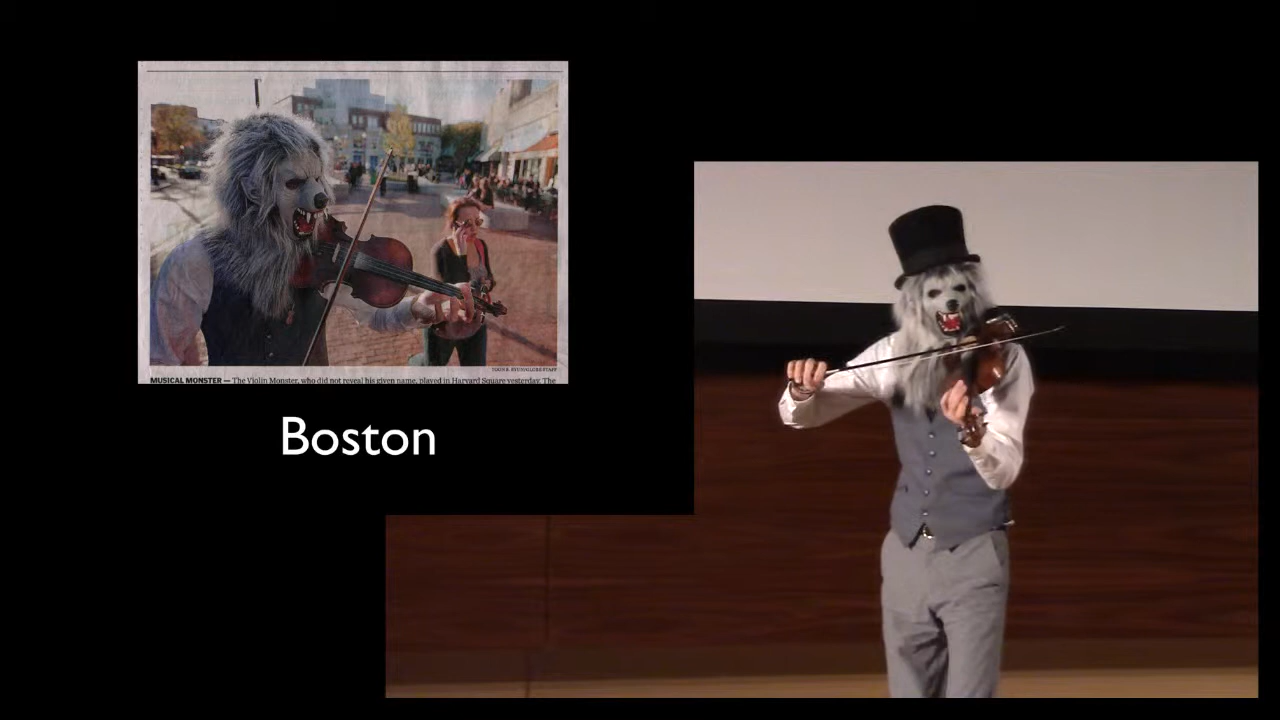 MUSICAL MONSTER — The Violin Monster, who did not reveal his given name, played in Harvard Square yesterday. The
Boston